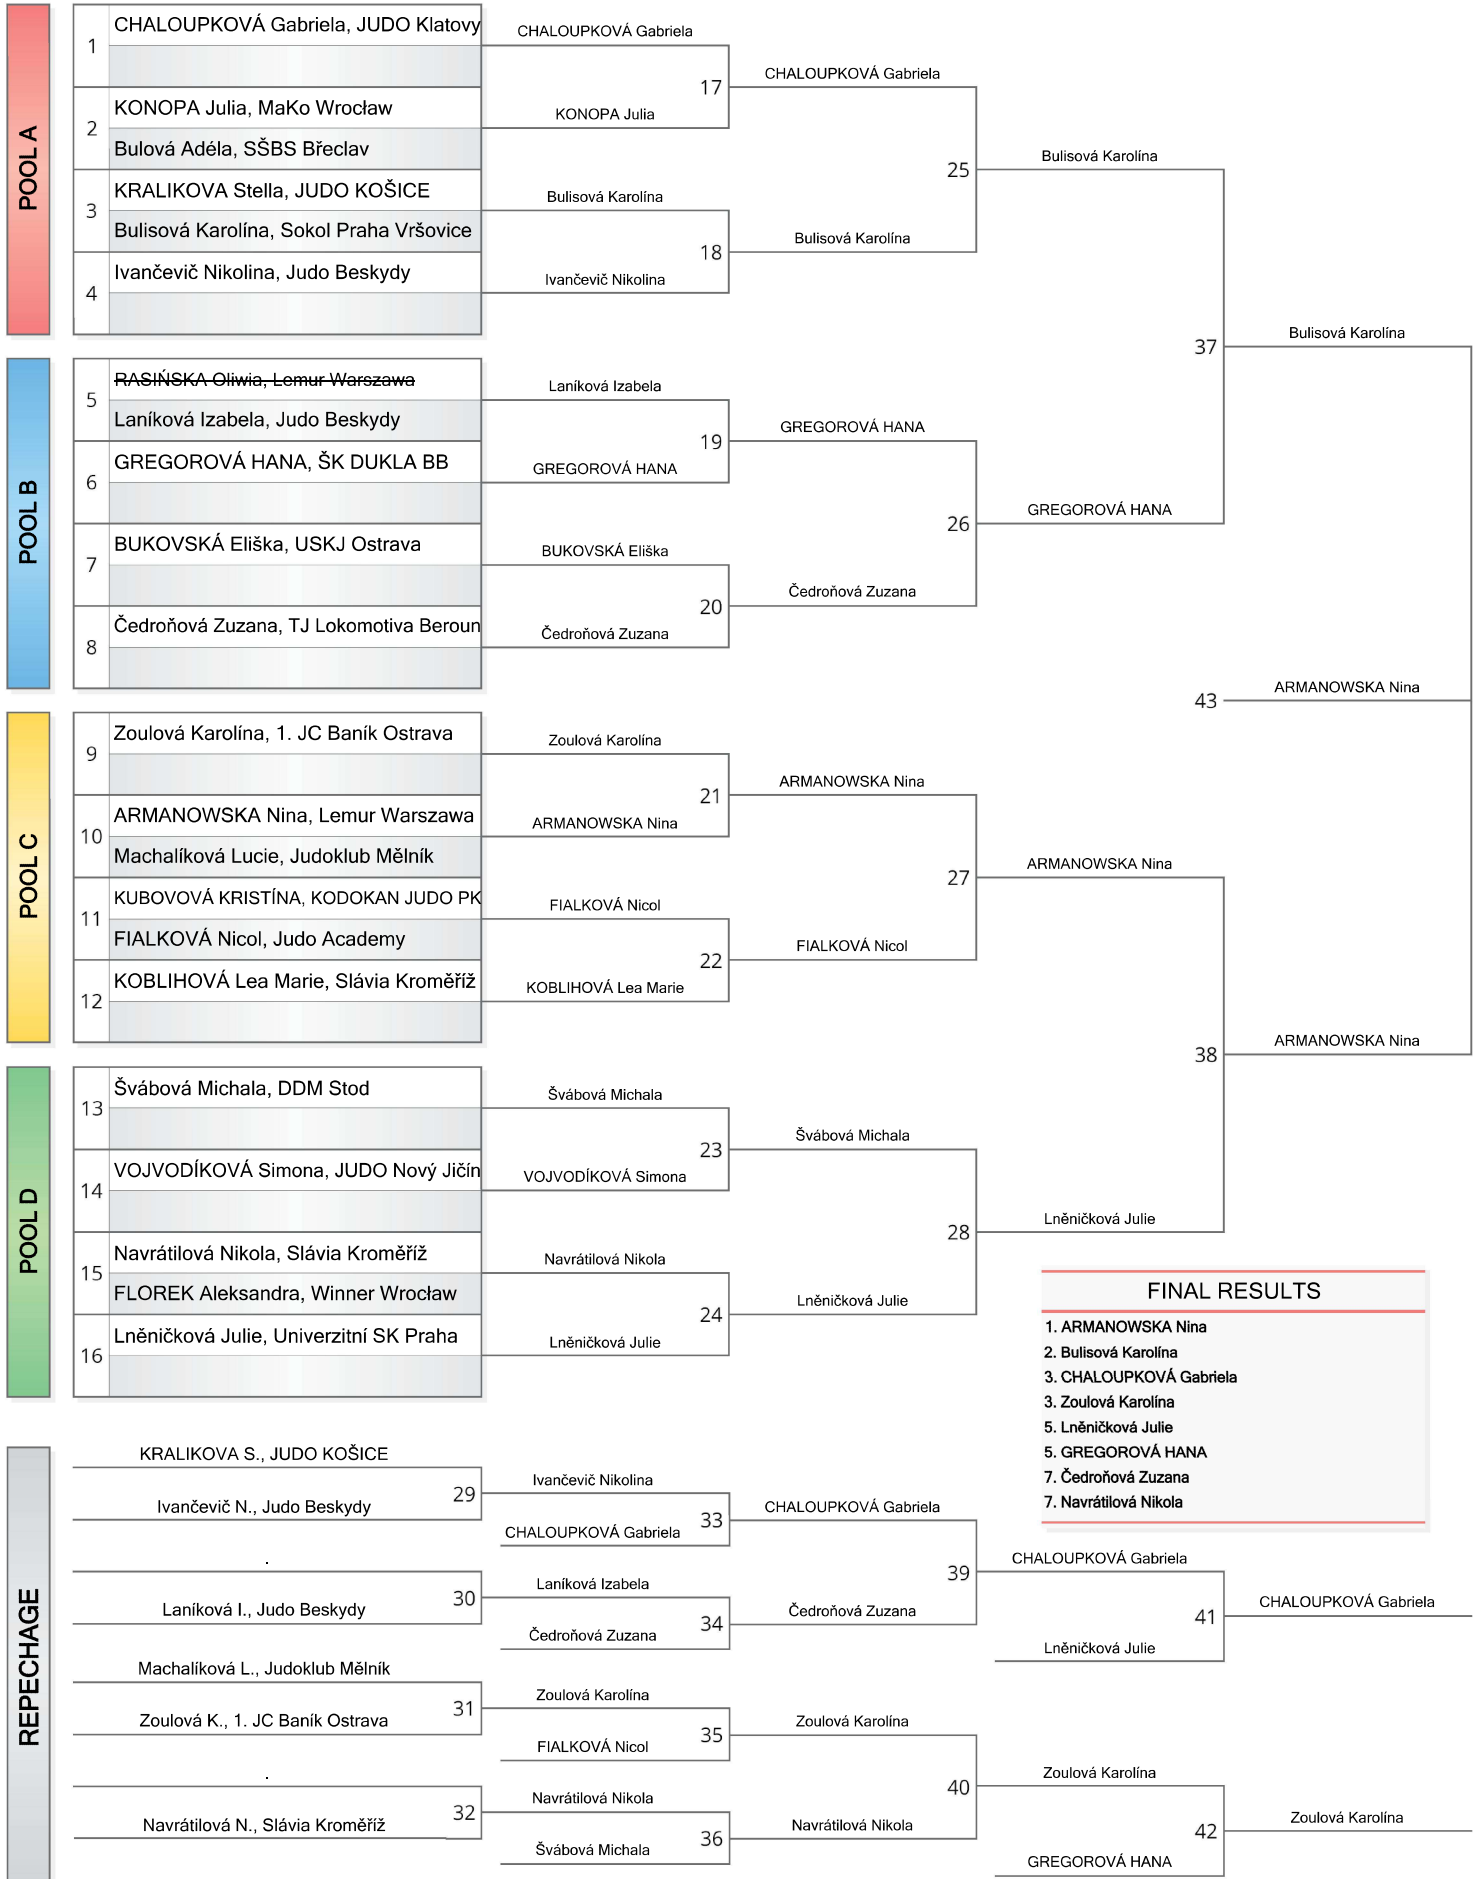 POOL A
1
CHALOUPKOVÁ Gabriela, JUDO Klatovy
2
KONOPA Julia, MaKo Wrocław
Bulová Adéla, SŠBS Břeclav
3
KRALIKOVA Stella, JUDO KOŠICE
Bulisová Karolína, Sokol Praha Vršovice
4
Ivančevič Nikolina, Judo Beskydy
POOL B
5
RASIŃSKA Oliwia, Lemur Warszawa
Laníková Izabela, Judo Beskydy
6
GREGOROVÁ HANA, ŠK DUKLA BB
7
BUKOVSKÁ Eliška, USKJ Ostrava
8
Čedroňová Zuzana, TJ Lokomotiva Beroun
POOL C
9
Zoulová Karolína, 1. JC Baník Ostrava
10
ARMANOWSKA Nina, Lemur Warszawa
Machalíková Lucie, Judoklub Mělník
11
KUBOVOVÁ KRISTÍNA, KODOKAN JUDO PK
FIALKOVÁ Nicol, Judo Academy
12
KOBLIHOVÁ Lea Marie, Slávia Kroměříž
POOL D
13
Švábová Michala, DDM Stod
14
VOJVODÍKOVÁ Simona, JUDO Nový Jičín
15
Navrátilová Nikola, Slávia Kroměříž
FLOREK Aleksandra, Winner Wrocław
16
Lněničková Julie, Univerzitní SK Praha
CHALOUPKOVÁ Gabriela
17
KONOPA Julia
Bulisová Karolína
18
Ivančevič Nikolina
Laníková Izabela
19
GREGOROVÁ HANA
BUKOVSKÁ Eliška
20
Čedroňová Zuzana
Zoulová Karolína
21
ARMANOWSKA Nina
FIALKOVÁ Nicol
22
KOBLIHOVÁ Lea Marie
Švábová Michala
23
VOJVODÍKOVÁ Simona
Navrátilová Nikola
24
Lněničková Julie
CHALOUPKOVÁ Gabriela
25
Bulisová Karolína
GREGOROVÁ HANA
26
Čedroňová Zuzana
ARMANOWSKA Nina
27
FIALKOVÁ Nicol
Švábová Michala
28
Lněničková Julie
Bulisová Karolína
37
GREGOROVÁ HANA
ARMANOWSKA Nina
38
Lněničková Julie
Bulisová Karolína
43
ARMANOWSKA Nina
ARMANOWSKA Nina
FINAL RESULTS
1. ARMANOWSKA Nina
2. Bulisová Karolína
3. CHALOUPKOVÁ Gabriela
3. Zoulová Karolína
5. Lněničková Julie
5. GREGOROVÁ HANA
7. Čedroňová Zuzana
7. Navrátilová Nikola
REPECHAGE
KRALIKOVA S., JUDO KOŠICE
29
Ivančevič N., Judo Beskydy
.
30
Laníková I., Judo Beskydy
Machalíková L., Judoklub Mělník
31
Zoulová K., 1. JC Baník Ostrava
.
32
Navrátilová N., Slávia Kroměříž
Ivančevič Nikolina
33
CHALOUPKOVÁ Gabriela
Laníková Izabela
34
Čedroňová Zuzana
Zoulová Karolína
35
FIALKOVÁ Nicol
Navrátilová Nikola
36
Švábová Michala
CHALOUPKOVÁ Gabriela
39
Čedroňová Zuzana
Zoulová Karolína
40
Navrátilová Nikola
CHALOUPKOVÁ Gabriela
41
Lněničková Julie
Zoulová Karolína
42
GREGOROVÁ HANA
CHALOUPKOVÁ Gabriela
Zoulová Karolína